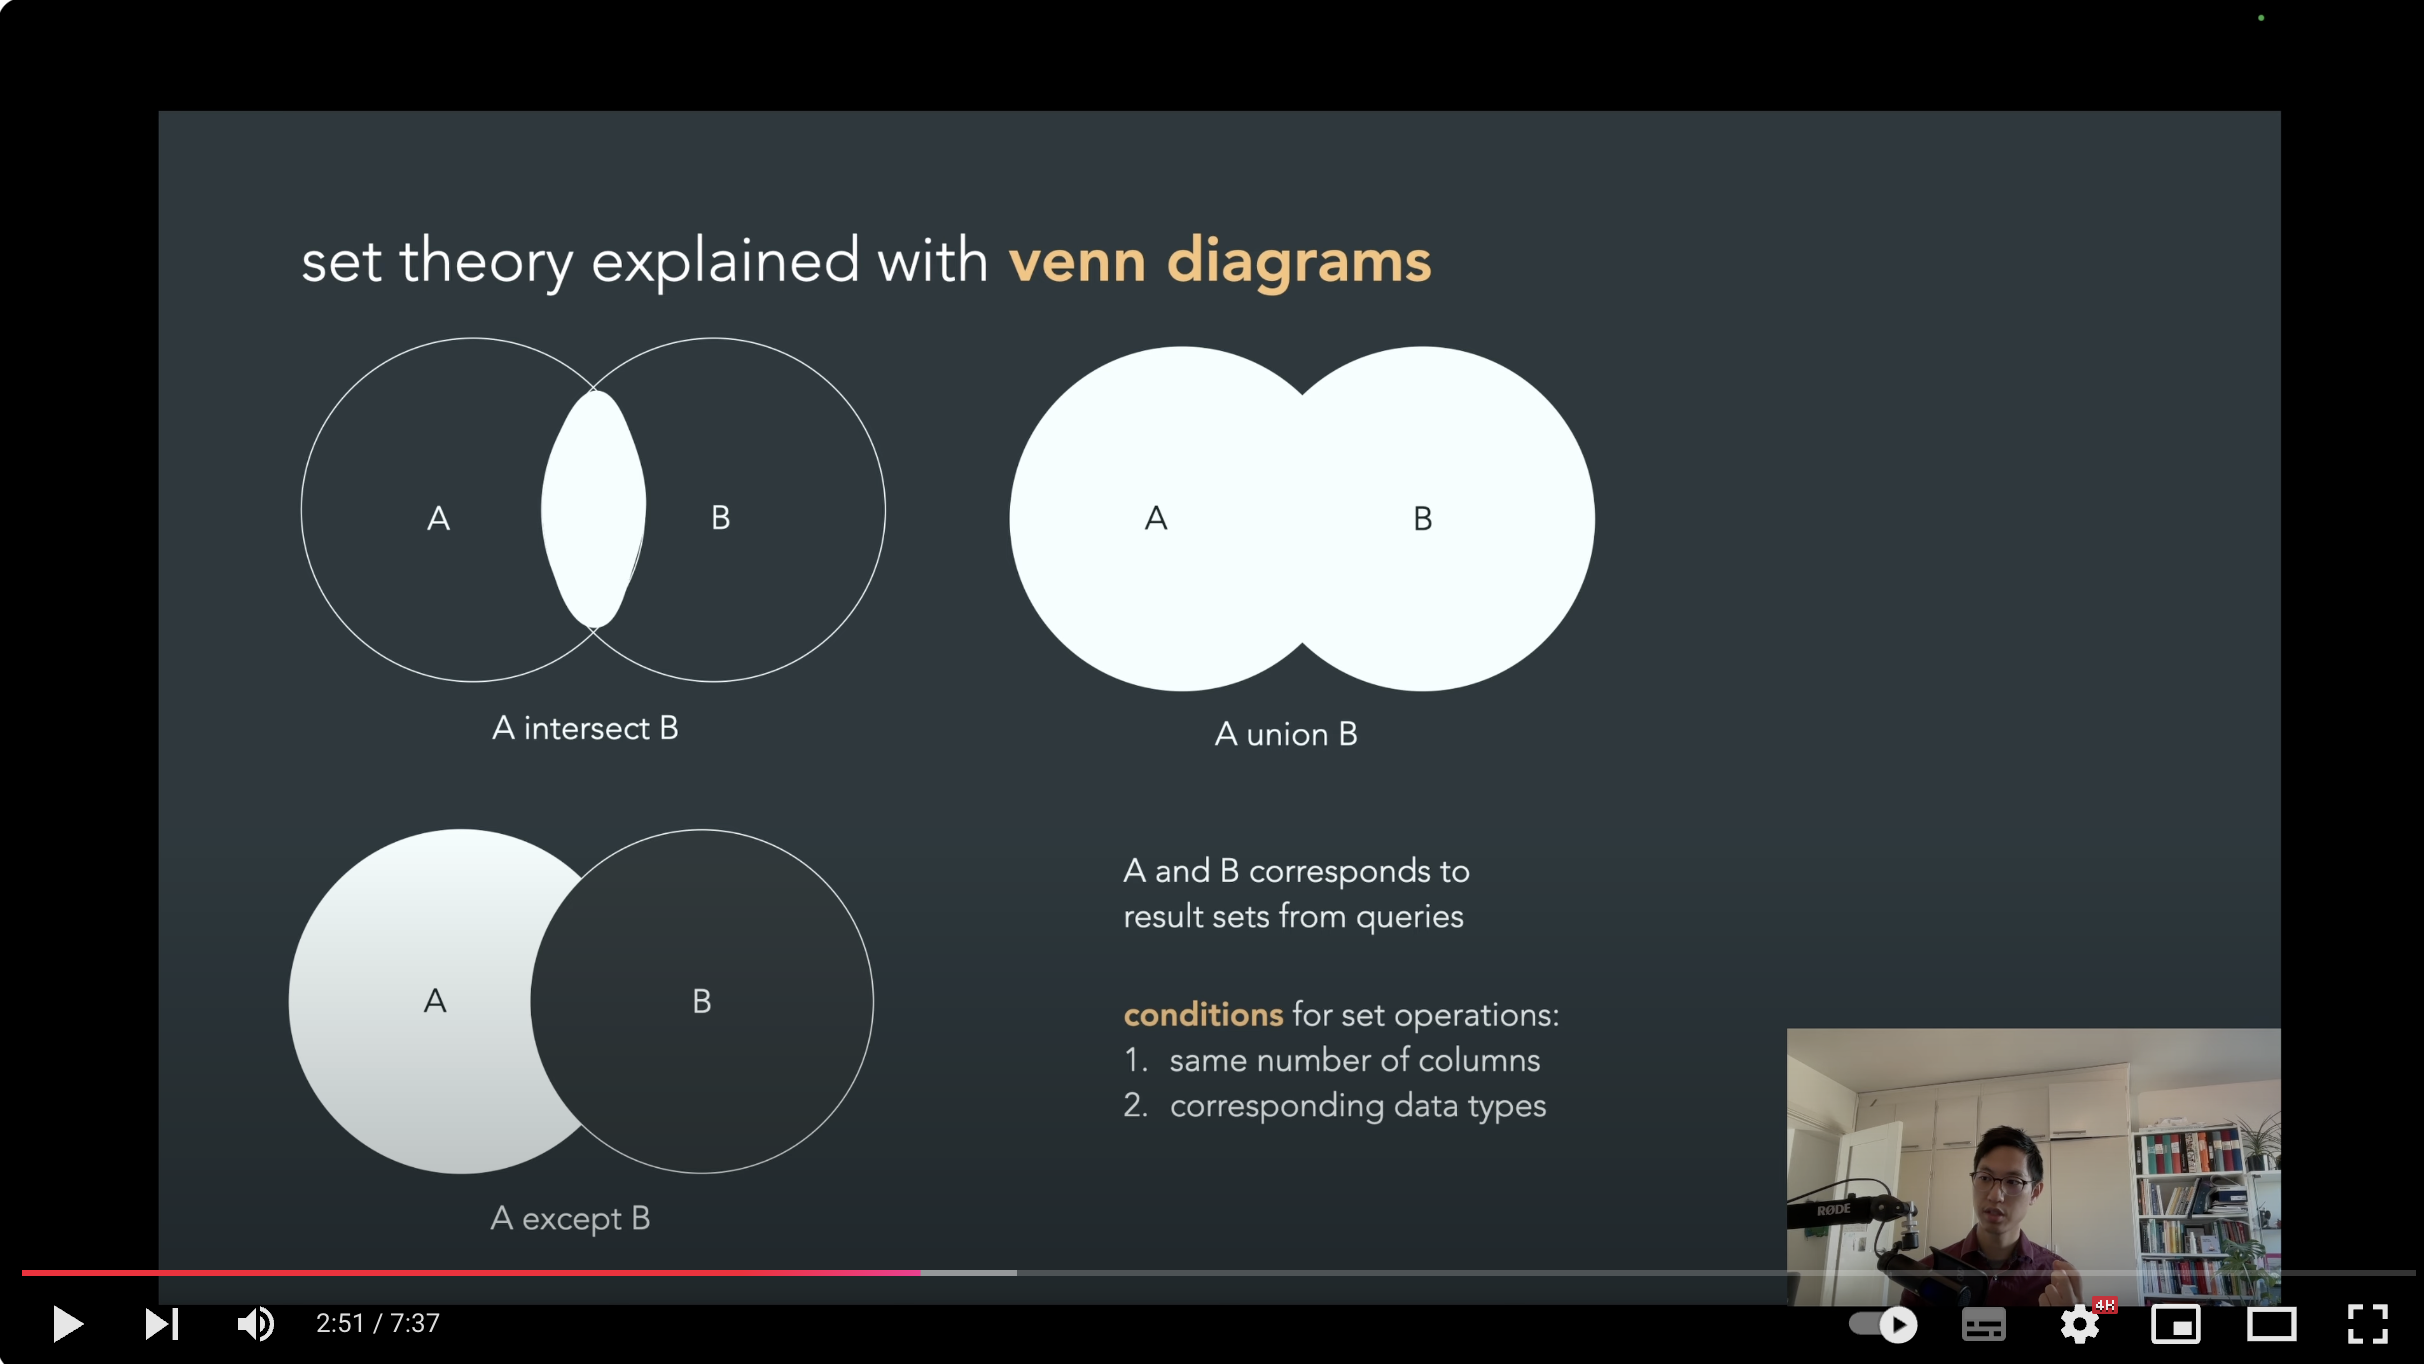 set theory explained with venn diagrams
A
B
A
B
A intersect B
A union B
A
B
A except B
A and B corresponds to
result sets from queries
conditions for set operations:
1. same number of columns
2. corresponding data types
RØDE
2:51 / 7:37
4K